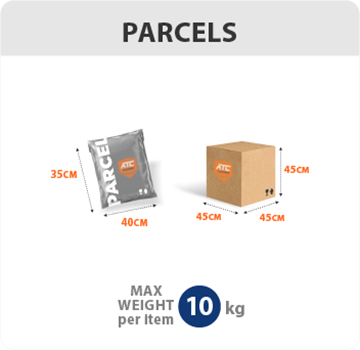 PARCELS
PARCEL
ATC
ATC
35CM
40CM
45CM
45CM
45CM
MAX
WEIGHT
per Item
10 kg